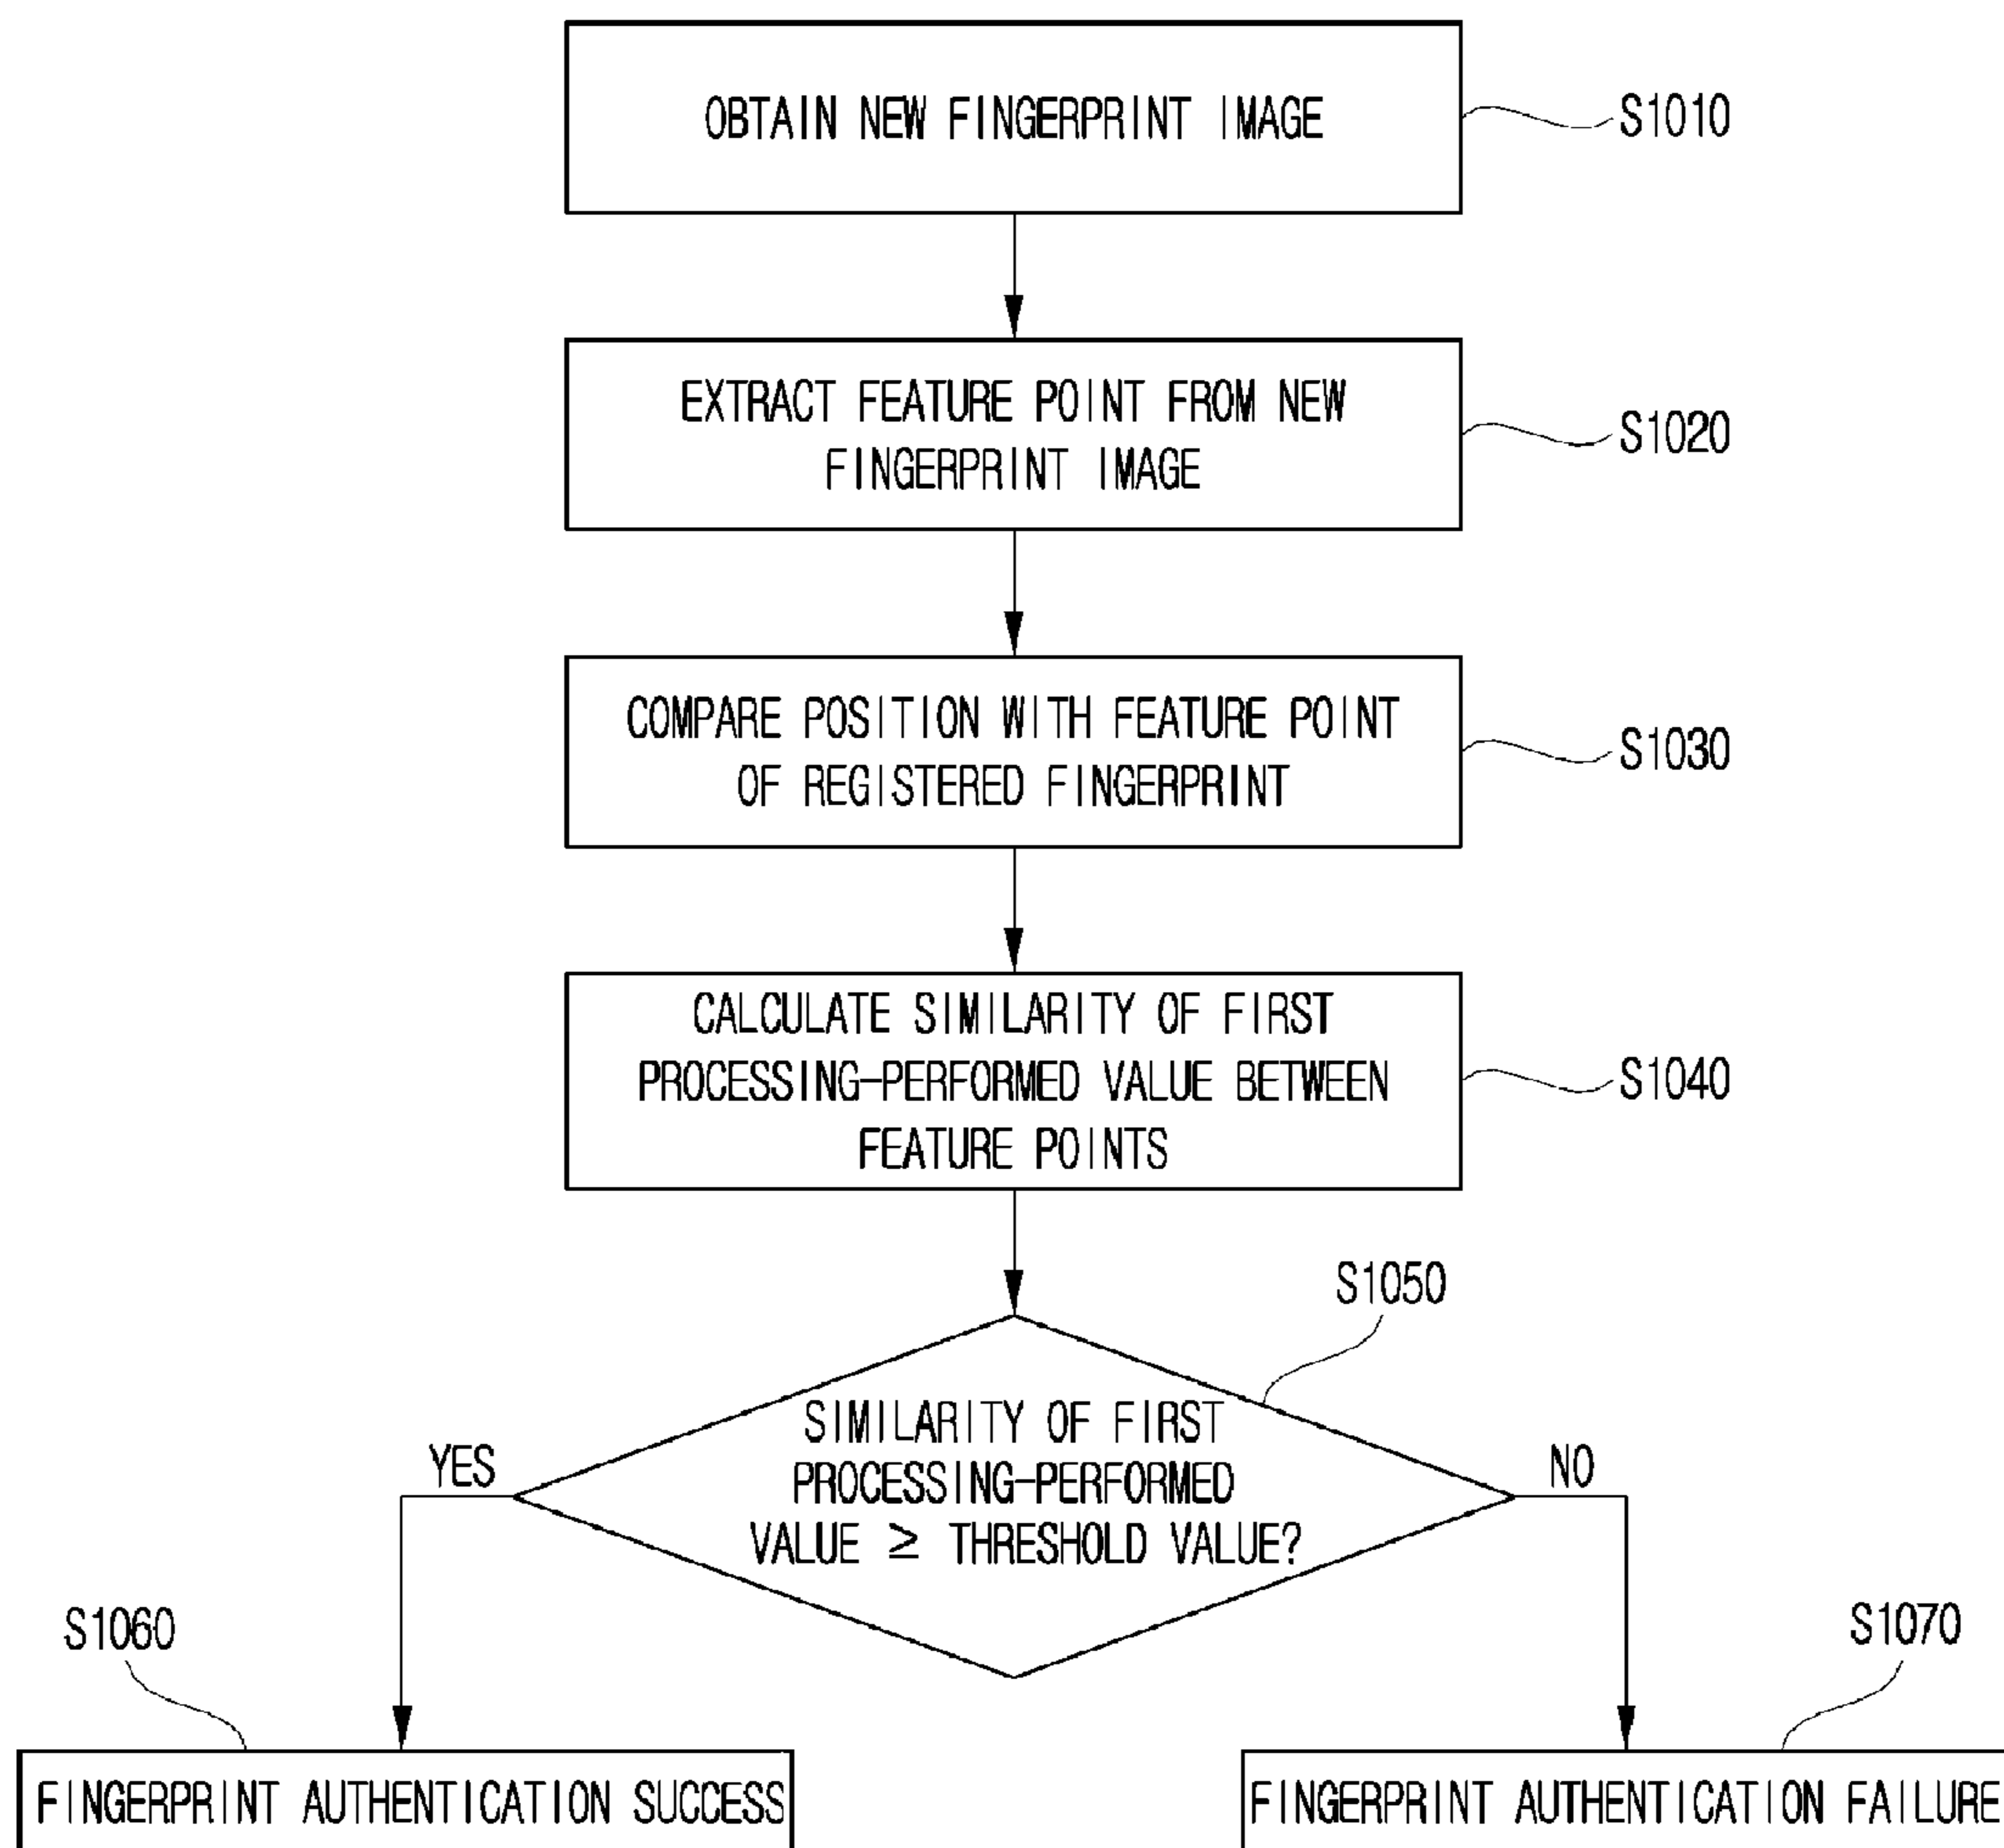 OBTAIN NEW FINGERPRINT IMAGE
S1010
EXTRACT FEATURE POINT FROM NEW
FINGERPRINT IMAGE
S1020
COMPARE POSITION WITH FEATURE POINT
OF REGISTERED FINGERPRINT
S1030
CALCULATE SIMILARITY OF FIRST
PROCESSING-PERFORMED VALUE BETWEEN
FEATURE POINTS
S1040
S1050
SIMILARITY OF FIRST
PROCESSING-PERFORMED
VALUE ≥ THRESHOLD VALUE?
YES
NO
S1060
S1070
FINGERPRINT AUTHENTICATION SUCCESS
FINGERPRINT AUTHENTICATION FAILURE